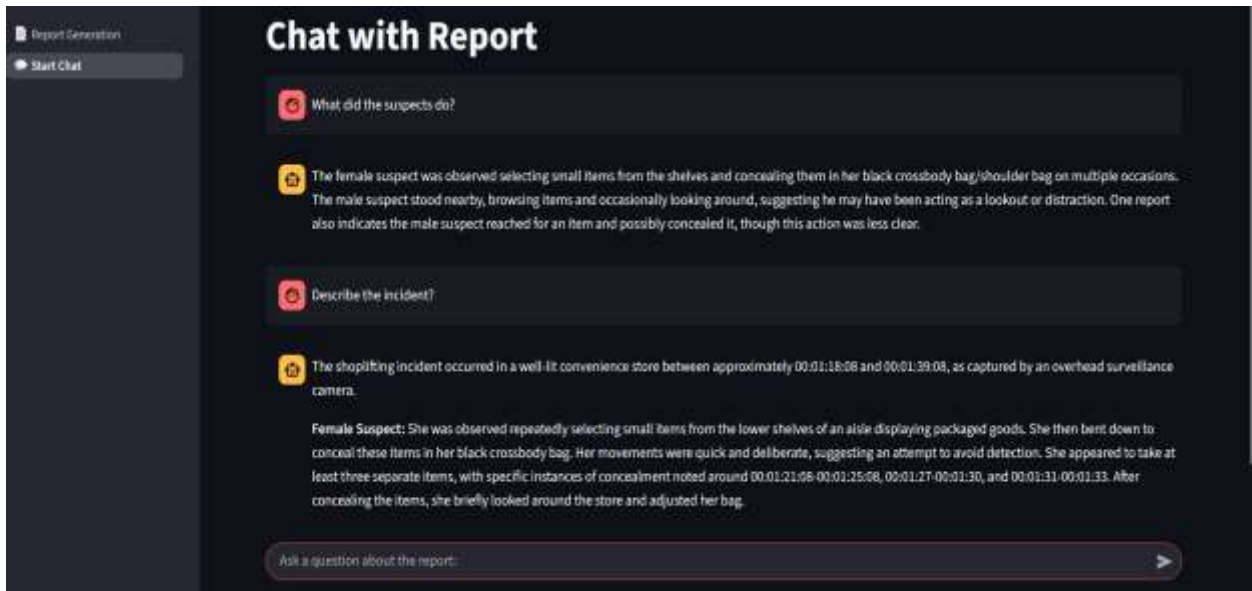 Report Generation
Start Chat
Chat with Report
What did the suspects do?
The female suspect was observed selecting small items from the shelves and concealing them in her black crossbody bag/shoulder bag on multiple occasions.
The male suspect stood nearby, browsing items and occasionally looking around, suggesting he may have been acting as a lookout or distraction. One report
also indicates the male suspect reached for an item and possibly concealed it, though this action was less clear.
Describe the incident?
The shoplifting incident occurred in a well-lit convenience store between approximately 00:01:18:08 and 00:01:39:08, as captured by an overhead surveillance
camera.
Female Suspect: She was observed repeatedly selecting small items from the lower shelves of an aisle displaying packaged goods. She then bent down to
conceal these items in her black crossbody bag. Her movements were quick and deliberate, suggesting an attempt to avoid detection. She appeared to take at
least three separate items, with specific instances of concealment noted around 00:01:21:08-00:01:25:08, 00:01:27-00:01:30, and 00:01:31-00:01:33. After
concealing the items, she briefly looked around the store and adjusted her bag.
Ask a question about the report: